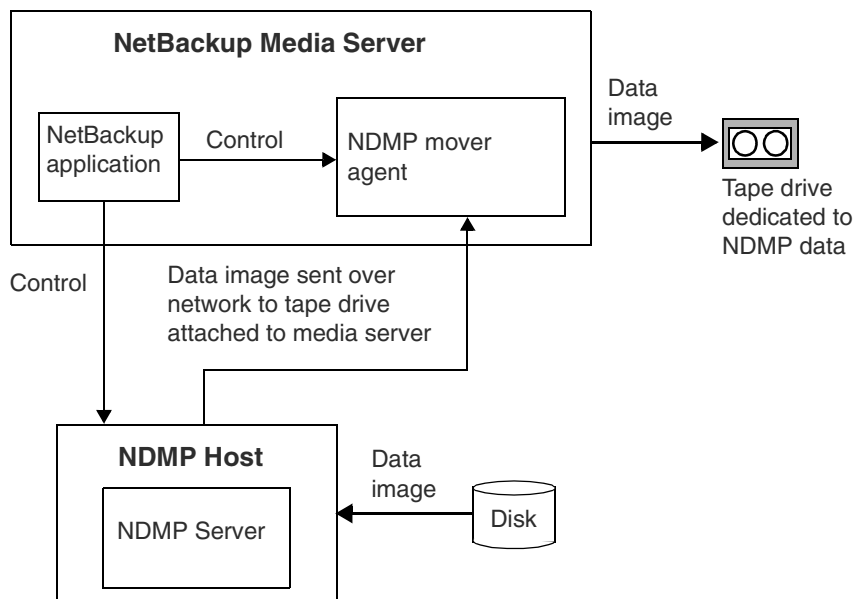 NetBackup Media Server
NetBackup
application
Control
NDMP mover
agent
Data
image
Tape drive
dedicated to
NDMP data
Control
Data image sent over
network to tape drive
attached to media server
NDMP Host
NDMP Server
Data
image
Disk